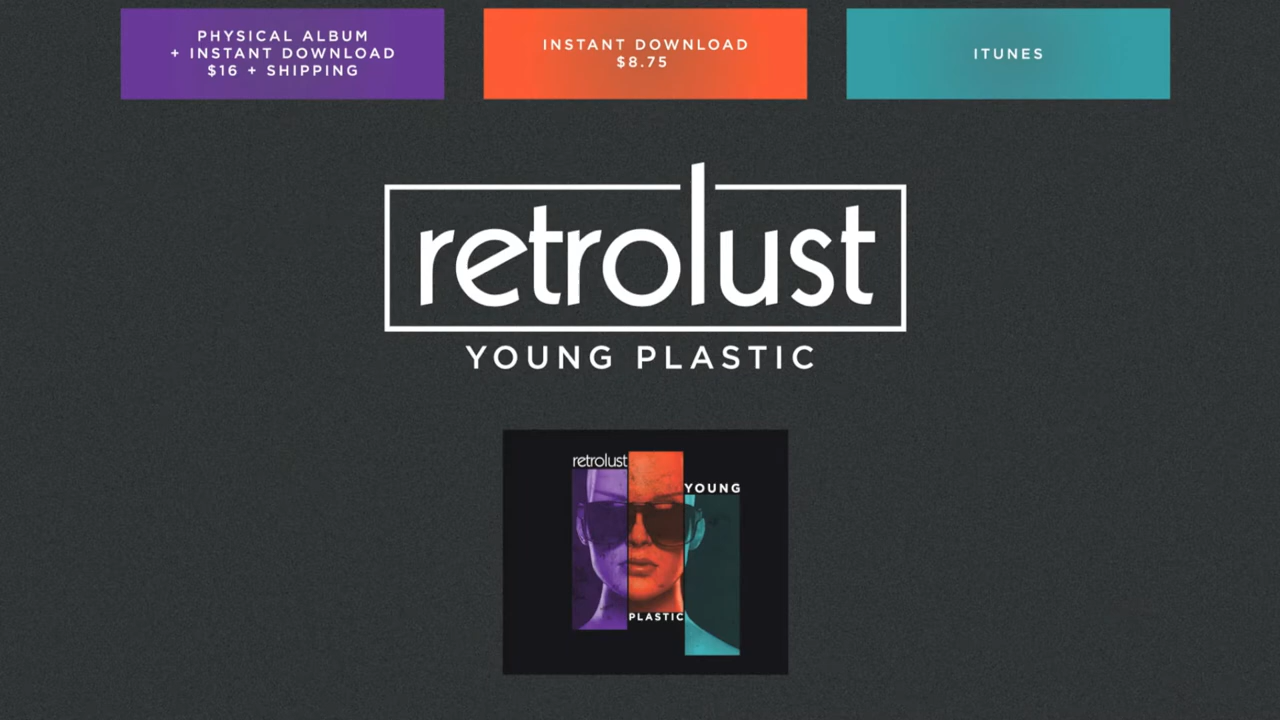 PHYSICAL ALBUM
+ INSTANT DOWNLOAD
$16 + SHIPPING
INSTANT DOWNLOAD
$8.75
ITUNES
retrolust
YOUNG PLASTIC
retrolust
YOUNG
PLASTIC